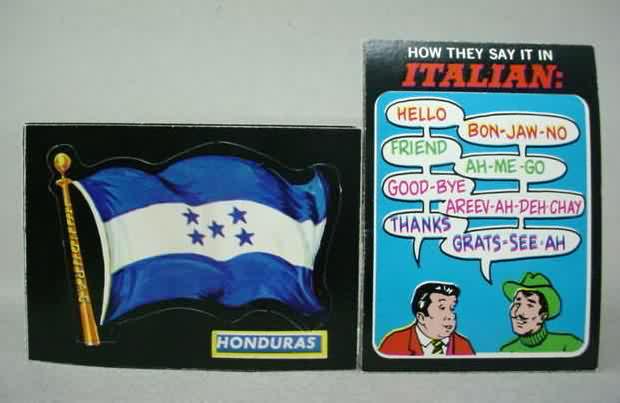 HONDURAS
HOW THEY SAY IT IN
ITALIAN:
HELLO
BON-JAW-NO
FRIEND
AH-ME-GO
GOOD-BYE
AREEV-AH-DEH-CHAY
THANKS
GRATS-SEE-AH